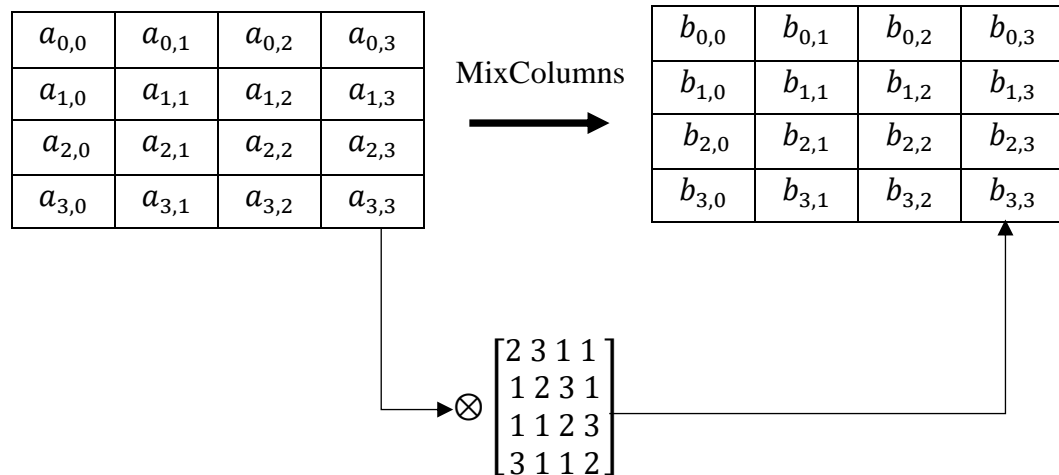 a0,0 a0,1 a0,2 a0,3
a1,0 a1,1 a1,2 a1,3
a2,0 a2,1 a2,2 a2,3
a3,0 a3,1 a3,2 a3,3
MixColumns
b0,0 b0,1 b0,2 b0,3
b1,0 b1,1 b1,2 b1,3
b2,0 b2,1 b2,2 b2,3
b3,0 b3,1 b3,2 b3,3
⊗
2 3 1 1
1 2 3 1
1 1 2 3
3 1 1 2